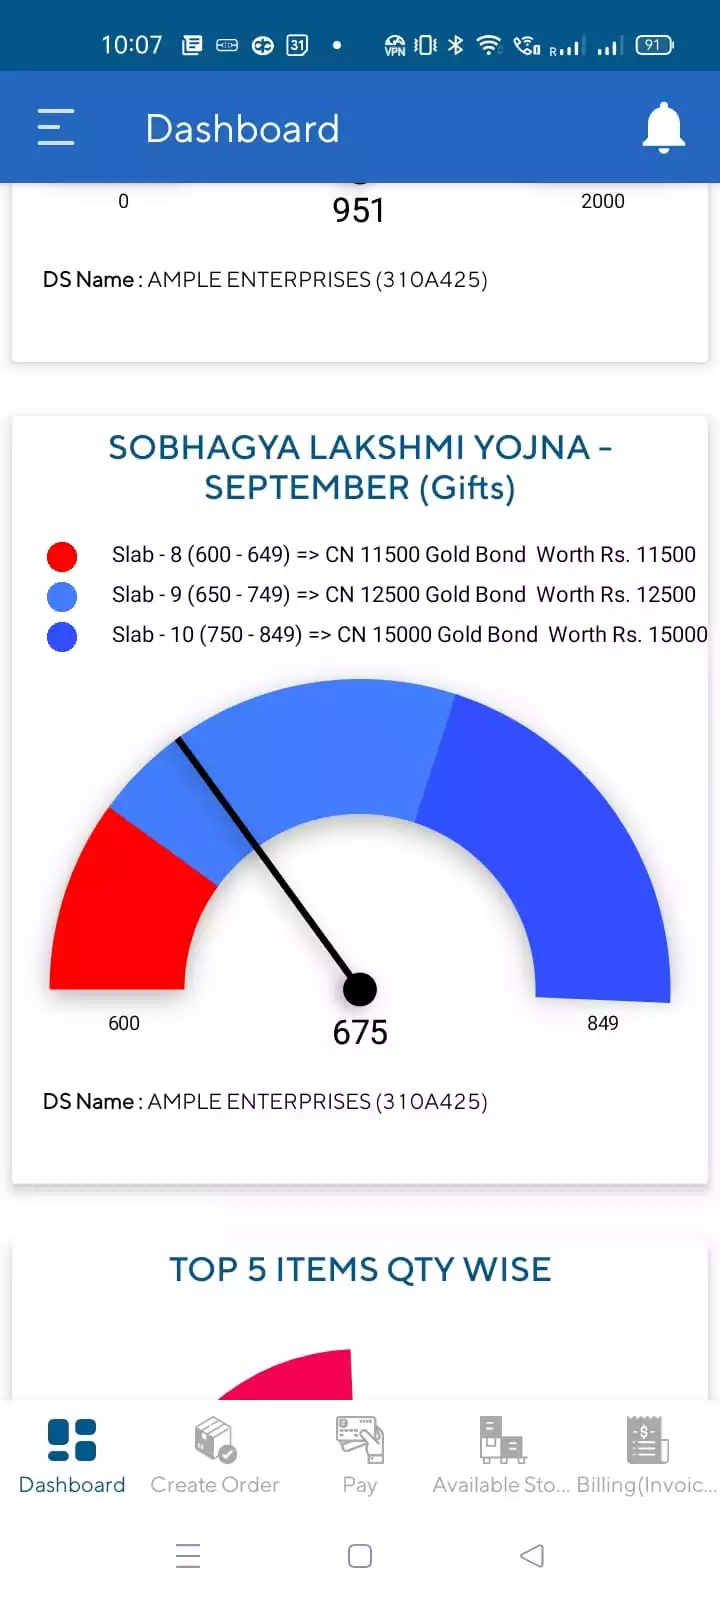 10:07 31 VPN R 91
Dashboard
0 951 2000
DS Name : AMPLE ENTERPRISES (310A425)
SOBHAGYA LAKSHMI YOJNA -
SEPTEMBER (Gifts)
Slab - 8 (600 - 649) => CN 11500 Gold Bond  Worth Rs. 11500
Slab - 9 (650 - 749) => CN 12500 Gold Bond  Worth Rs. 12500
Slab - 10 (750 - 849) => CN 15000 Gold Bond  Worth Rs. 15000
600 675 849
DS Name : AMPLE ENTERPRISES (310A425)
TOP 5 ITEMS QTY WISE
Dashboard Create Order Pay Available Sto... Billing(Invoic...